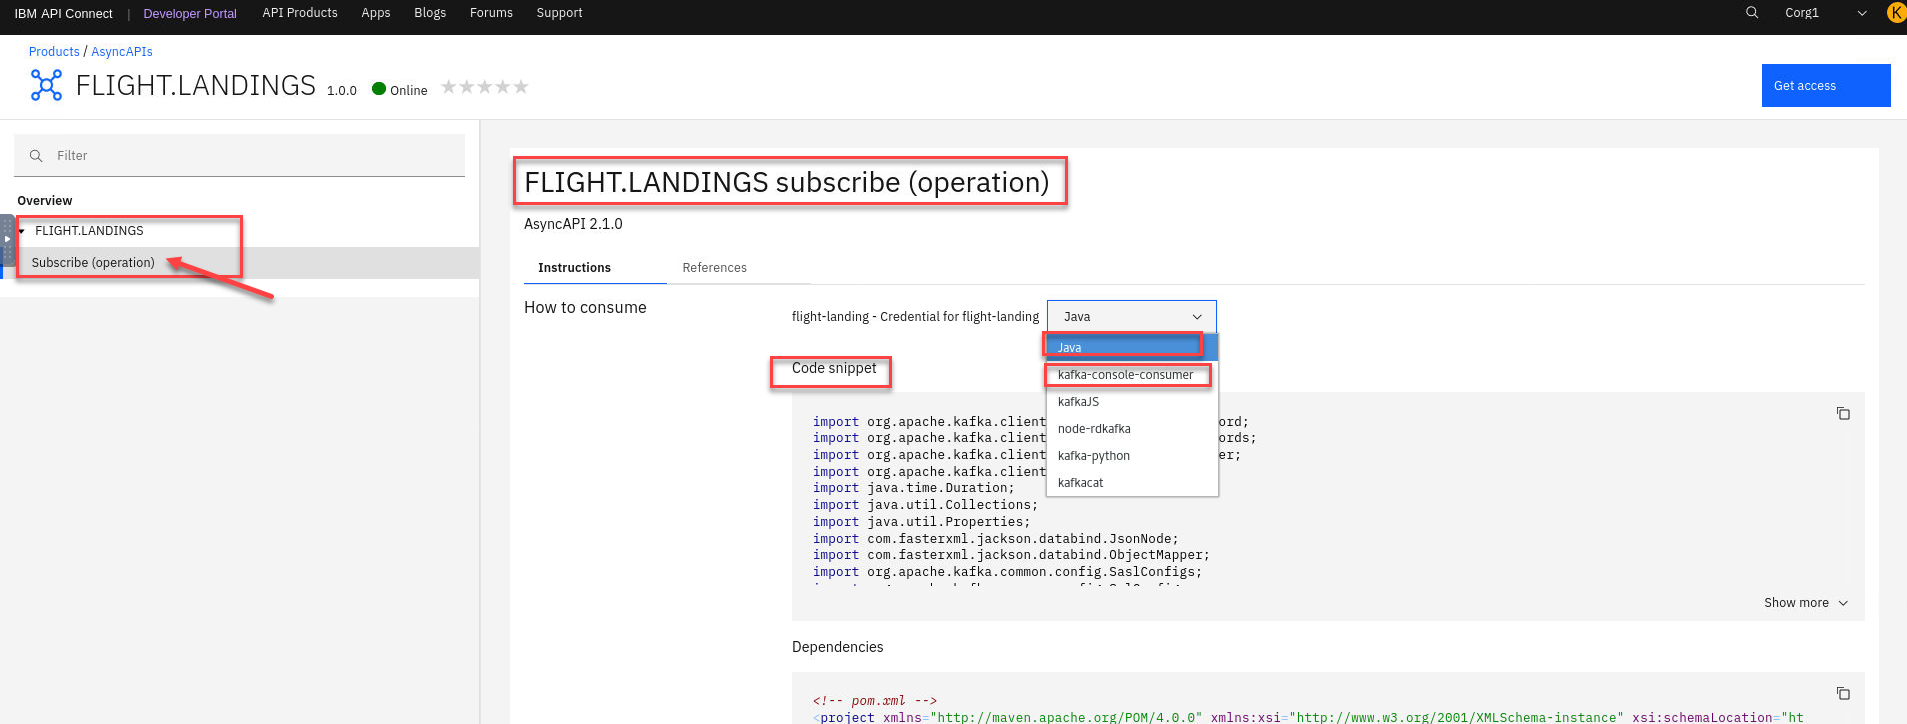 IBM API Connect | Developer Portal API Products Apps Blogs Forums Support Corg1 K
Products / AsyncAPIs
FLIGHT.LANDINGS 1.0.0 Online
Get access
Filter
Overview
FLIGHT.LANDINGS
Subscribe (operation)
FLIGHT.LANDINGS subscribe (operation)
AsyncAPI 2.1.0
Instructions References
How to consume
flight-landing - Credential for flight-landing Java
Java
kafka-console-consumer
kafkaJS
node-rdkafka
kafka-python
kafkacat
Code snippet
import org.apache.kafka.client ord;
import org.apache.kafka.client ords;
import org.apache.kafka.client er;
import org.apache.kafka.client
import java.time.Duration;
import java.util.Collections;
import java.util.Properties;
import com.fasterxml.jackson.databind.JsonNode;
import com.fasterxml.jackson.databind.ObjectMapper;
import org.apache.kafka.common.config.SaslConfigs;
Show more
Dependencies
<!-- pom.xml -->
<project xmlns="http://maven.apache.org/POM/4.0.0" xmlns:xsi="http://www.w3.org/2001/XMLSchema-instance" xsi:schemaLocation="ht